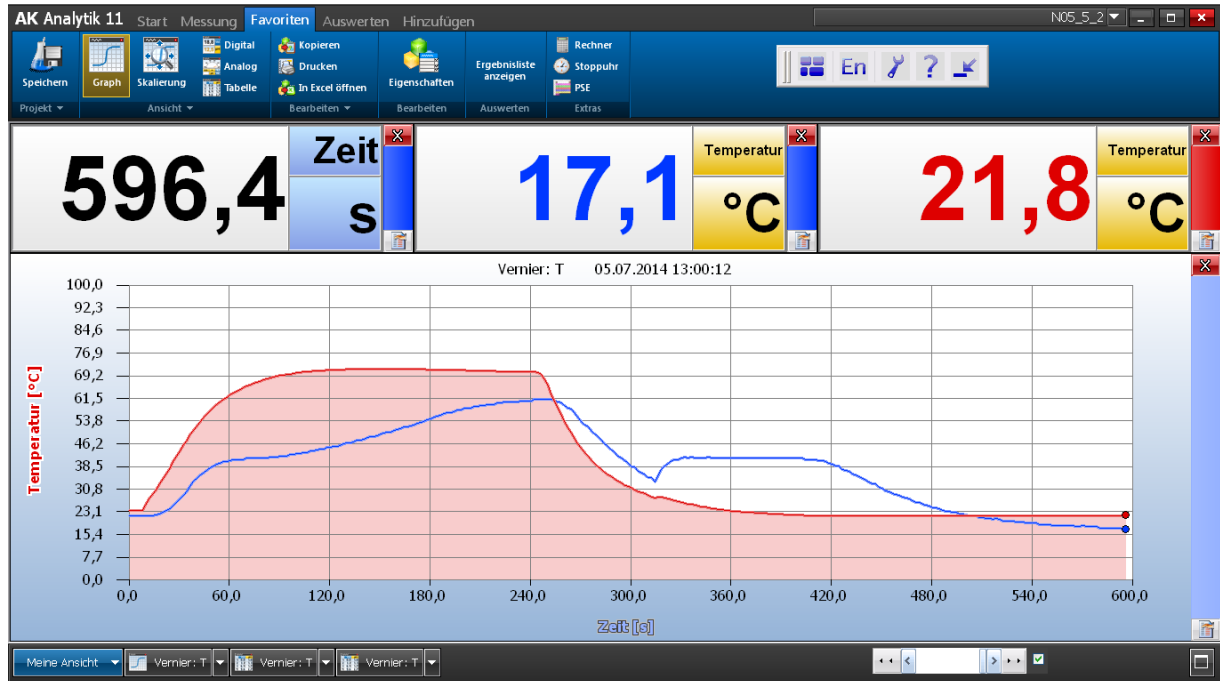 AK Analytik 11 Start Messung Favoriten Auswerten Hinzufügen N05_5_2
Speichern
Graph
Skalierung
Digital
Analog
Tabelle
Kopieren
Drucken
In Excel öffnen
Eigenschaften
Ergebnisliste
anzeigen
Rechner
Stoppuhr
PSE
En ?
Projekt Ansicht Bearbeiten Bearbeiten Auswerten Extras
596,4 Zeit s
17,1 Temperatur °C
21,8 Temperatur °C
Vernier: T 05.07.2014 13:00:12
Temperatur [°C]
100,0
92,3
84,6
76,9
69,2
61,5
53,8
46,2
38,5
30,8
23,1
15,4
7,7
0,0
0,0 60,0 120,0 180,0 240,0 300,0 360,0 420,0 480,0 540,0 600,0
Zeit [s]
Meine Ansicht Vernier: T Vernier: T Vernier: T